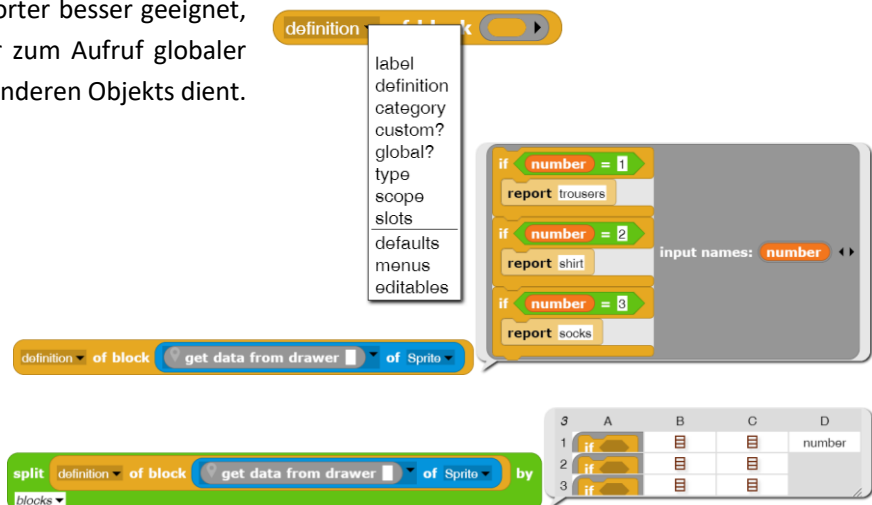 orter besser geeignet,
zum Aufruf globaler
nderen Objekts dient.
definition
label
definition
category
custom?
global?
type
scope
slots
defaults
menus
editables
if number = 1
report trousers
if number = 2
report shirt
if number = 3
report socks
input names: number
definition of block get data from drawer of Sprite
split definition of block get data from drawer of Sprite by
blocks
3 A B C D
1 if number
2 if
3 if